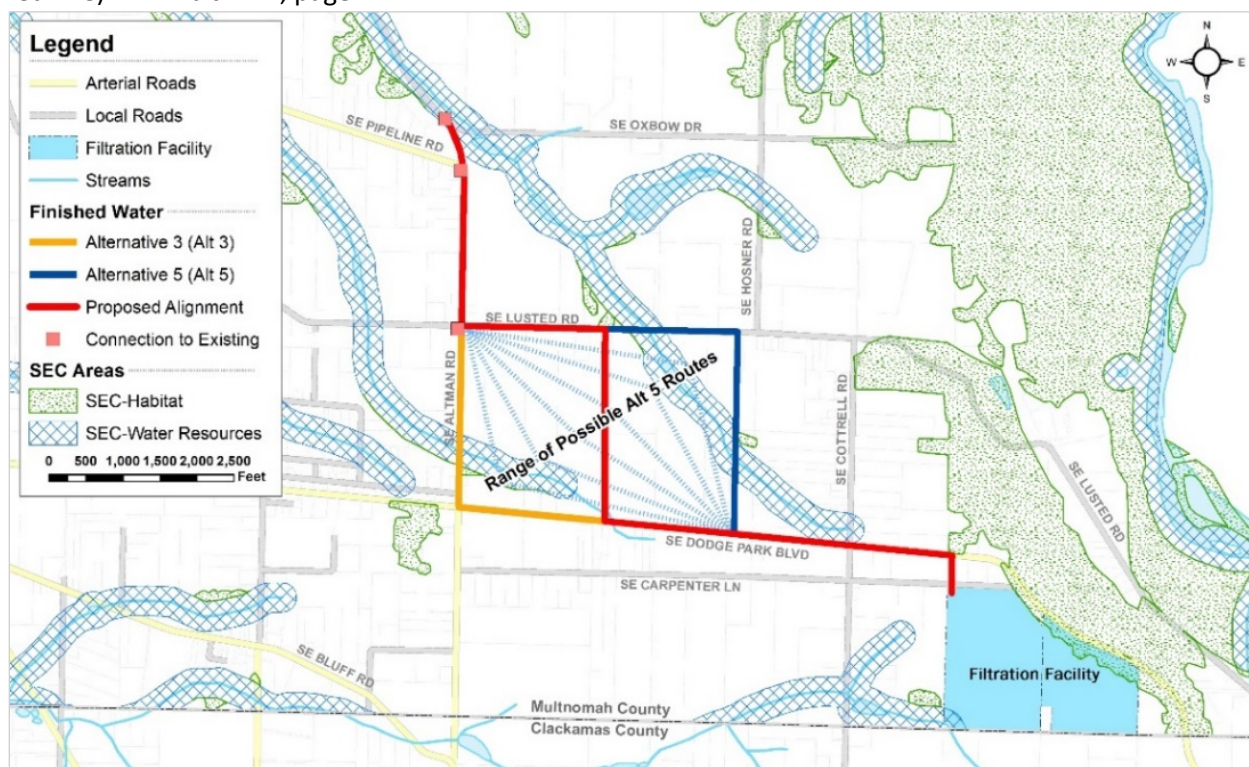 Legend
Arterial Roads
Local Roads
Filtration Facility
Streams
Finished Water
Alternative 3 (Alt 3)
Alternative 5 (Alt 5)
Proposed Alignment
Connection to Existing
SEC Areas
SEC-Habitat
SEC-Water Resources
0 500 1,000 1,500 2,000 2,500
Feet
N
W E
S
SE PIPELINE RD
SE OXBOW DR
SE HOSNER RD
SE LUSTED RD
SE ALTMAN RD
Range of Possible Alt 5 Routes
SE COTTRELL RD
SE LUSTED RD
SE DODGE PARK BLVD
SE CARPENTER LN
SE BLUFF RD
Filtration Facility
Multnomah County
Clackamas County